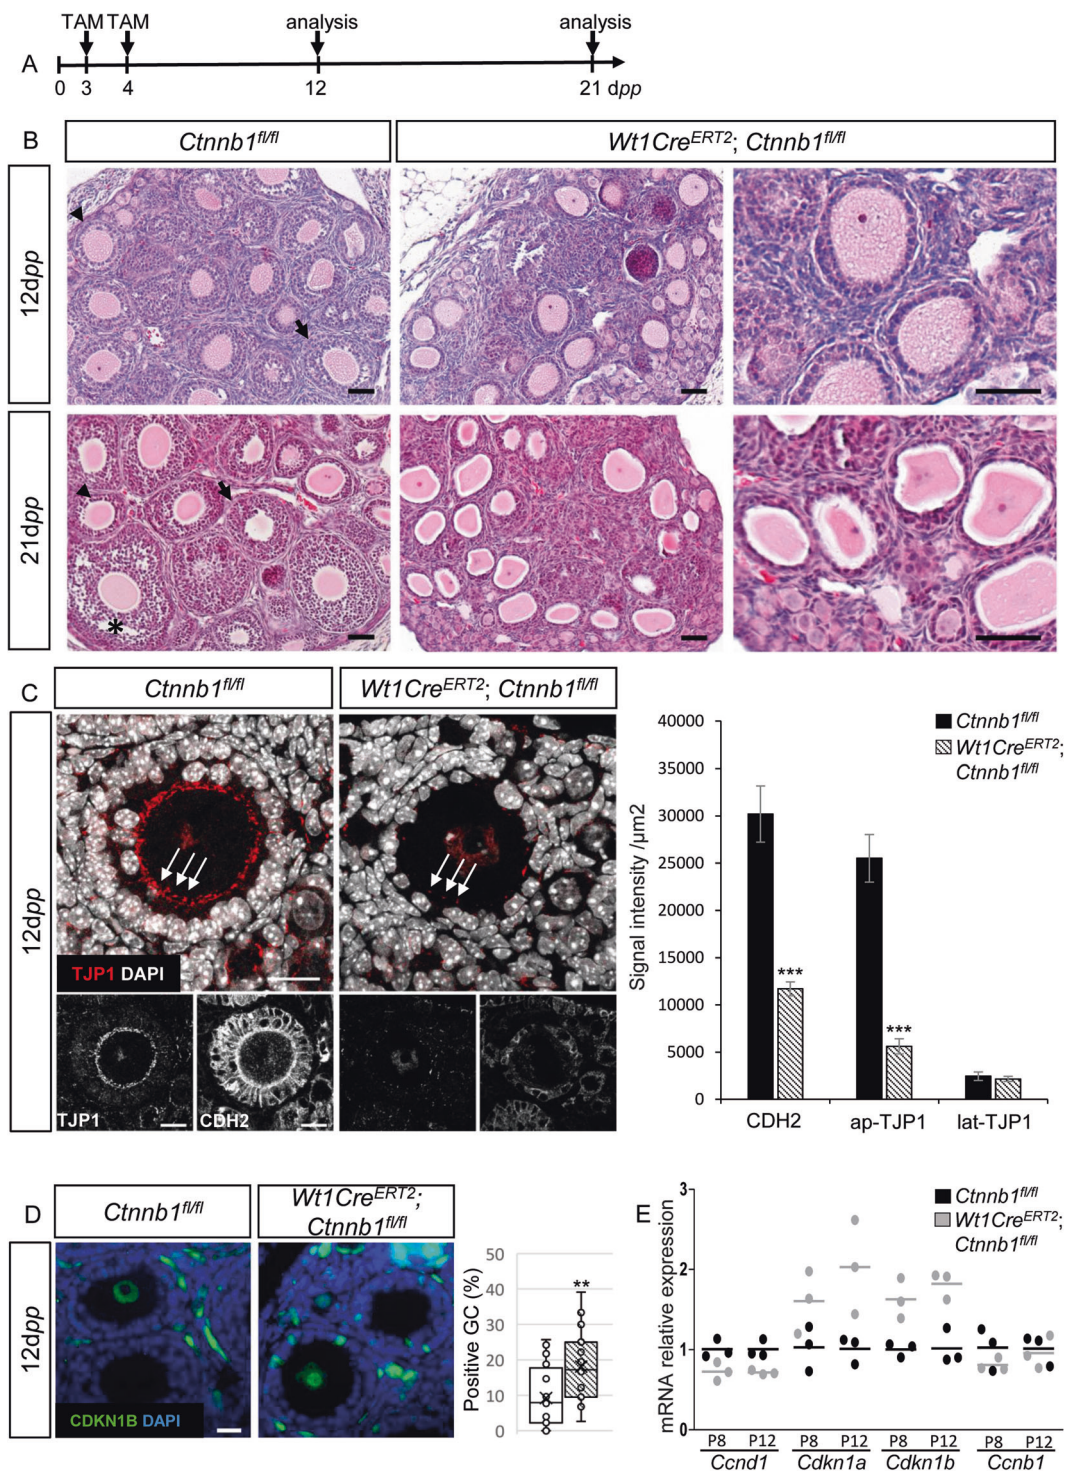 TAM TAM analysis analysis
A
0 3 4 12 21 dpp
B Ctnnb1fl/fl Wt1CreERT2; Ctnnb1fl/fl
12dpp
21dpp
*
C Ctnnb1fl/fl Wt1CreERT2; Ctnnb1fl/fl
12dpp
TJP1 DAPI
TJP1 CDH2
Signal intensity /µm2
40000
35000
30000
25000
20000
15000
10000
5000
0
Ctnnb1fl/fl
Wt1CreERT2;
Ctnnb1fl/fl
***
***
CDH2 ap-TJP1 lat-TJP1
D Ctnnb1fl/fl Wt1CreERT2;
Ctnnb1fl/fl
12dpp
CDKN1B DAPI
Positive GC (%)
50
40
30
20
10
0
**
E
mRNA relative expression
3
2
1
0
Ctnnb1fl/fl
Wt1CreERT2;
Ctnnb1fl/fl
P8 P12 P8 P12 P8 P12 P8 P12
Ccnd1 Cdkn1a Cdkn1b Ccnb1